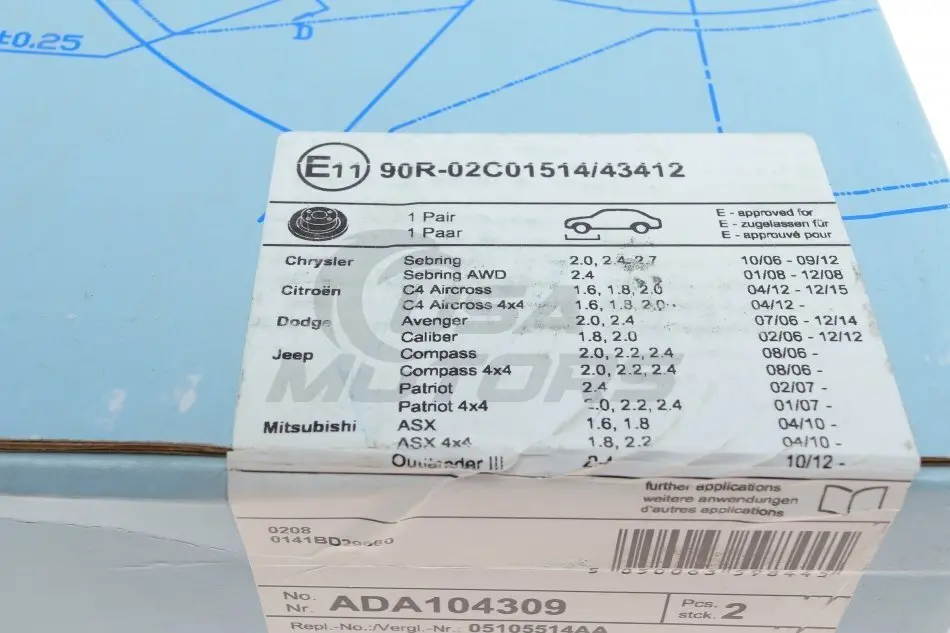 ±0.25
D
E11 90R-02C01514/43412
1 Pair
1 Paar
E - approved for
E - zugelassen für
E - approuvé pour
Chrysler Sebring 2.0, 2.4, 2.7 10/06 - 09/12
Sebring AWD 2.4 01/08 - 12/08
Citroën C4 Aircross 1.6, 1.8, 2.0 04/12 - 12/15
C4 Aircross 4x4 1.6, 1.8, 2.0 04/12 -
Dodge Avenger 2.0, 2.4 07/06 - 12/14
Caliber 1.8, 2.0 02/06 - 12/12
Jeep Compass 2.0, 2.2, 2.4 08/06 -
Compass 4x4 2.0, 2.2, 2.4 08/06 -
Patriot 2.4 02/07 -
Patriot 4x4 2.0, 2.2, 2.4 01/07 -
Mitsubishi ASX 1.6, 1.8 04/10 -
ASX 4x4 1.8, 2.2 04/10 -
Outlander III 2.4 10/12 -
USA MOTORS
further applications
weitere anwendungen
d'autres applications
0208
No.
Nr. ADA104309
Pcs.
stck. 2
Repl.-No.:/Vergl.-Nr.: 05105514AA